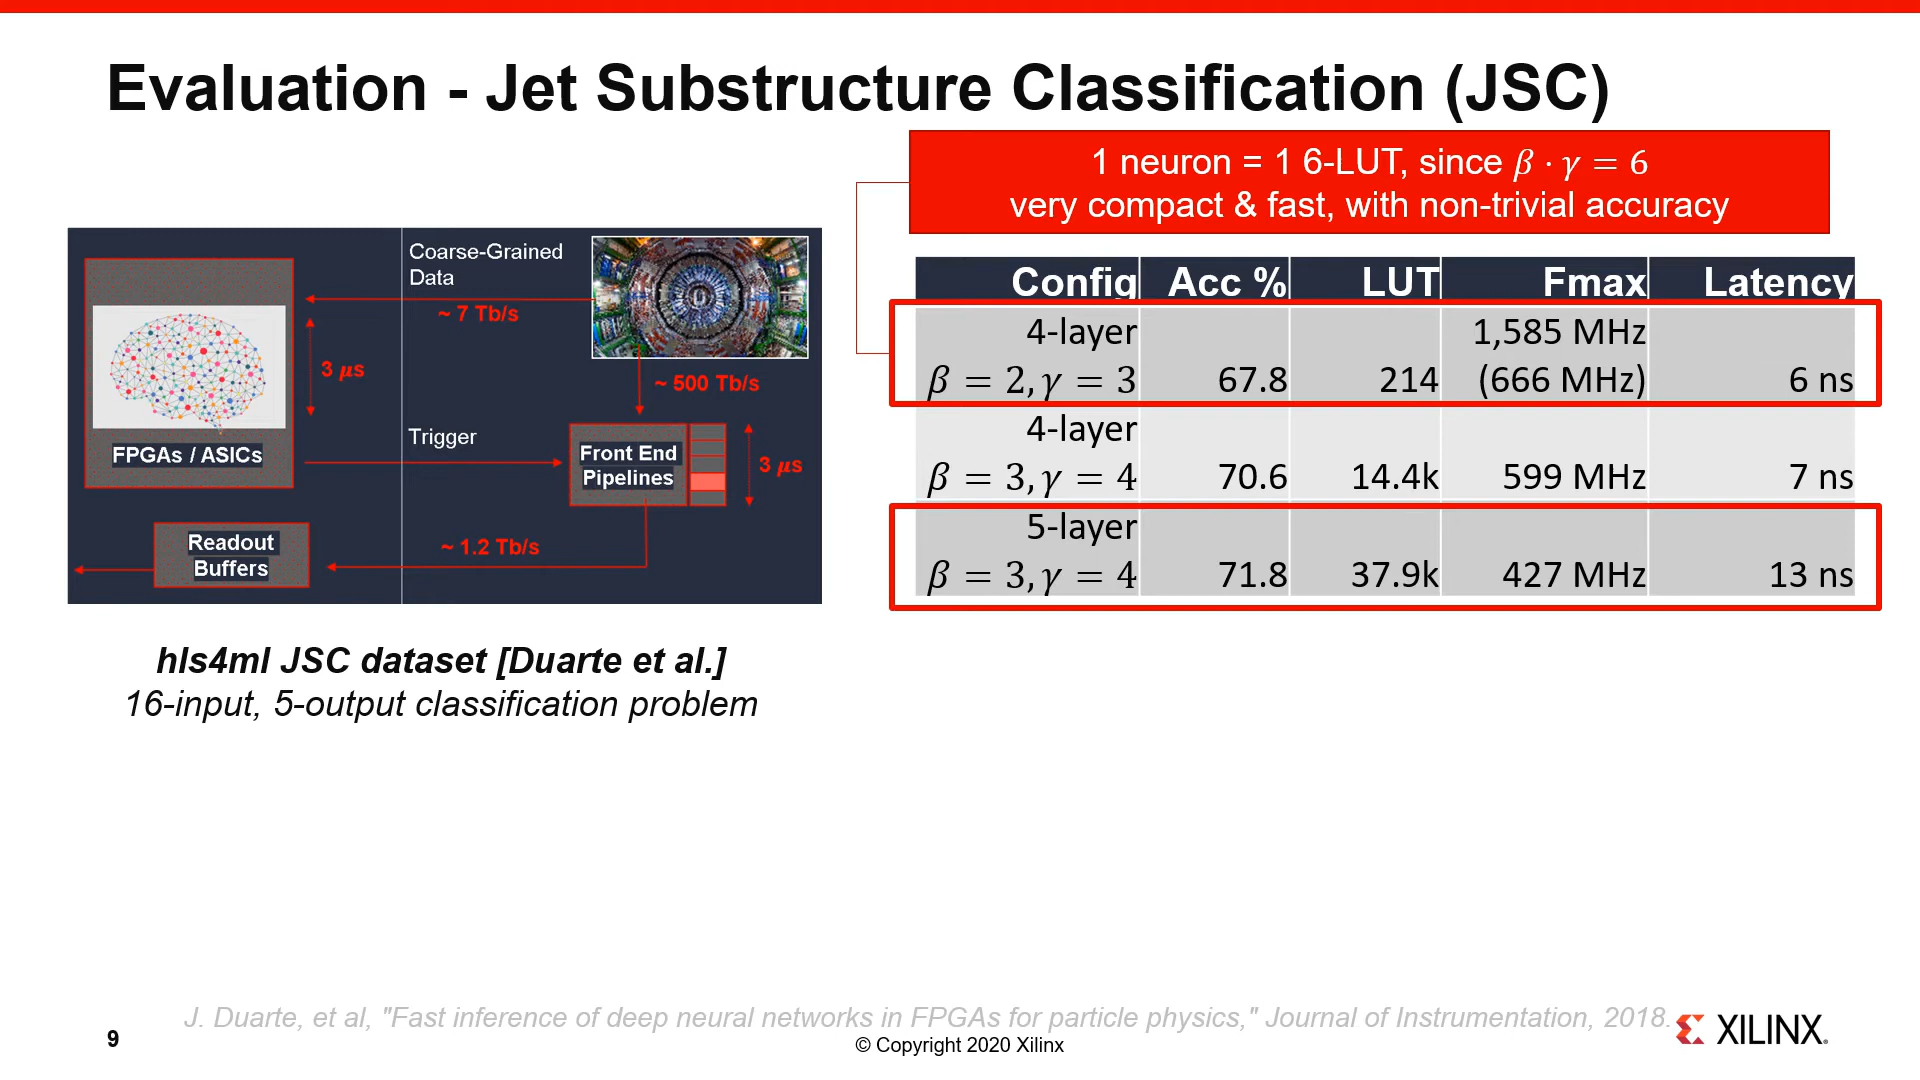 Evaluation - Jet Substructure Classification (JSC)
1 neuron = 1 6-LUT, since 𝛽 · 𝛾 = 6
very compact & fast, with non-trivial accuracy
Coarse-Grained
Data
~ 7 Tb/s
3 𝝁s
~ 500 Tb/s
FPGAs / ASICs
Trigger
Front End
Pipelines
3 𝝁s
Readout
Buffers
~ 1.2 Tb/s
hls4ml JSC dataset [Duarte et al.]
16-input, 5-output classification problem
Config Acc % LUT Fmax Latency
4-layer 1,585 MHz
𝛽 = 2, 𝛾 = 3 67.8 214 (666 MHz) 6 ns
4-layer
𝛽 = 3, 𝛾 = 4 70.6 14.4k 599 MHz 7 ns
5-layer
𝛽 = 3, 𝛾 = 4 71.8 37.9k 427 MHz 13 ns
J. Duarte, et al, "Fast inference of deep neural networks in FPGAs for particle physics," Journal of Instrumentation, 2018.
9
© Copyright 2020 Xilinx
XILINX